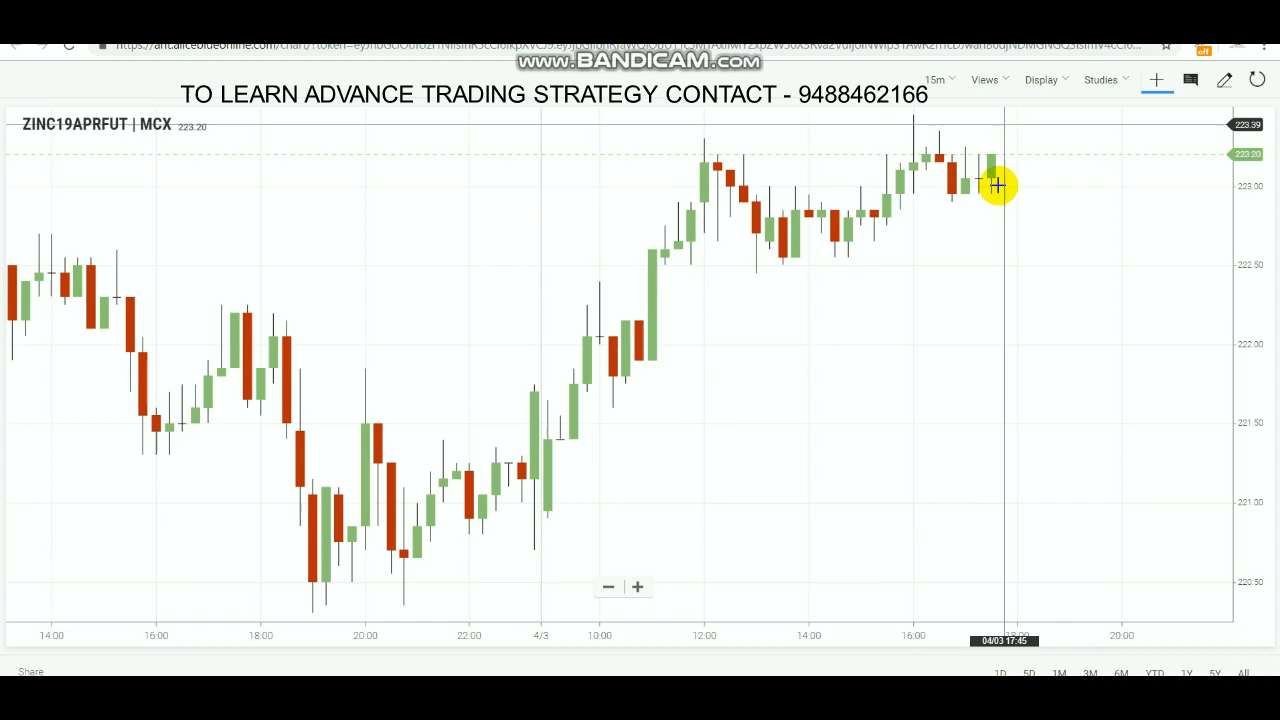 www.BANDICAM.com
15m Views Display Studies
TO LEARN ADVANCE TRADING STRATEGY CONTACT - 9488462166
ZINC19APRFUT | MCX 223.20
223.39
223.20
223.00
222.50
222.00
221.50
221.00
220.50
14:00 16:00 18:00 20:00 22:00 4/3 10:00 12:00 14:00 16:00 18:00 20:00
04/03 17:45
Share
1D 5D 1M 3M 6M YTD 1Y 5Y All
off